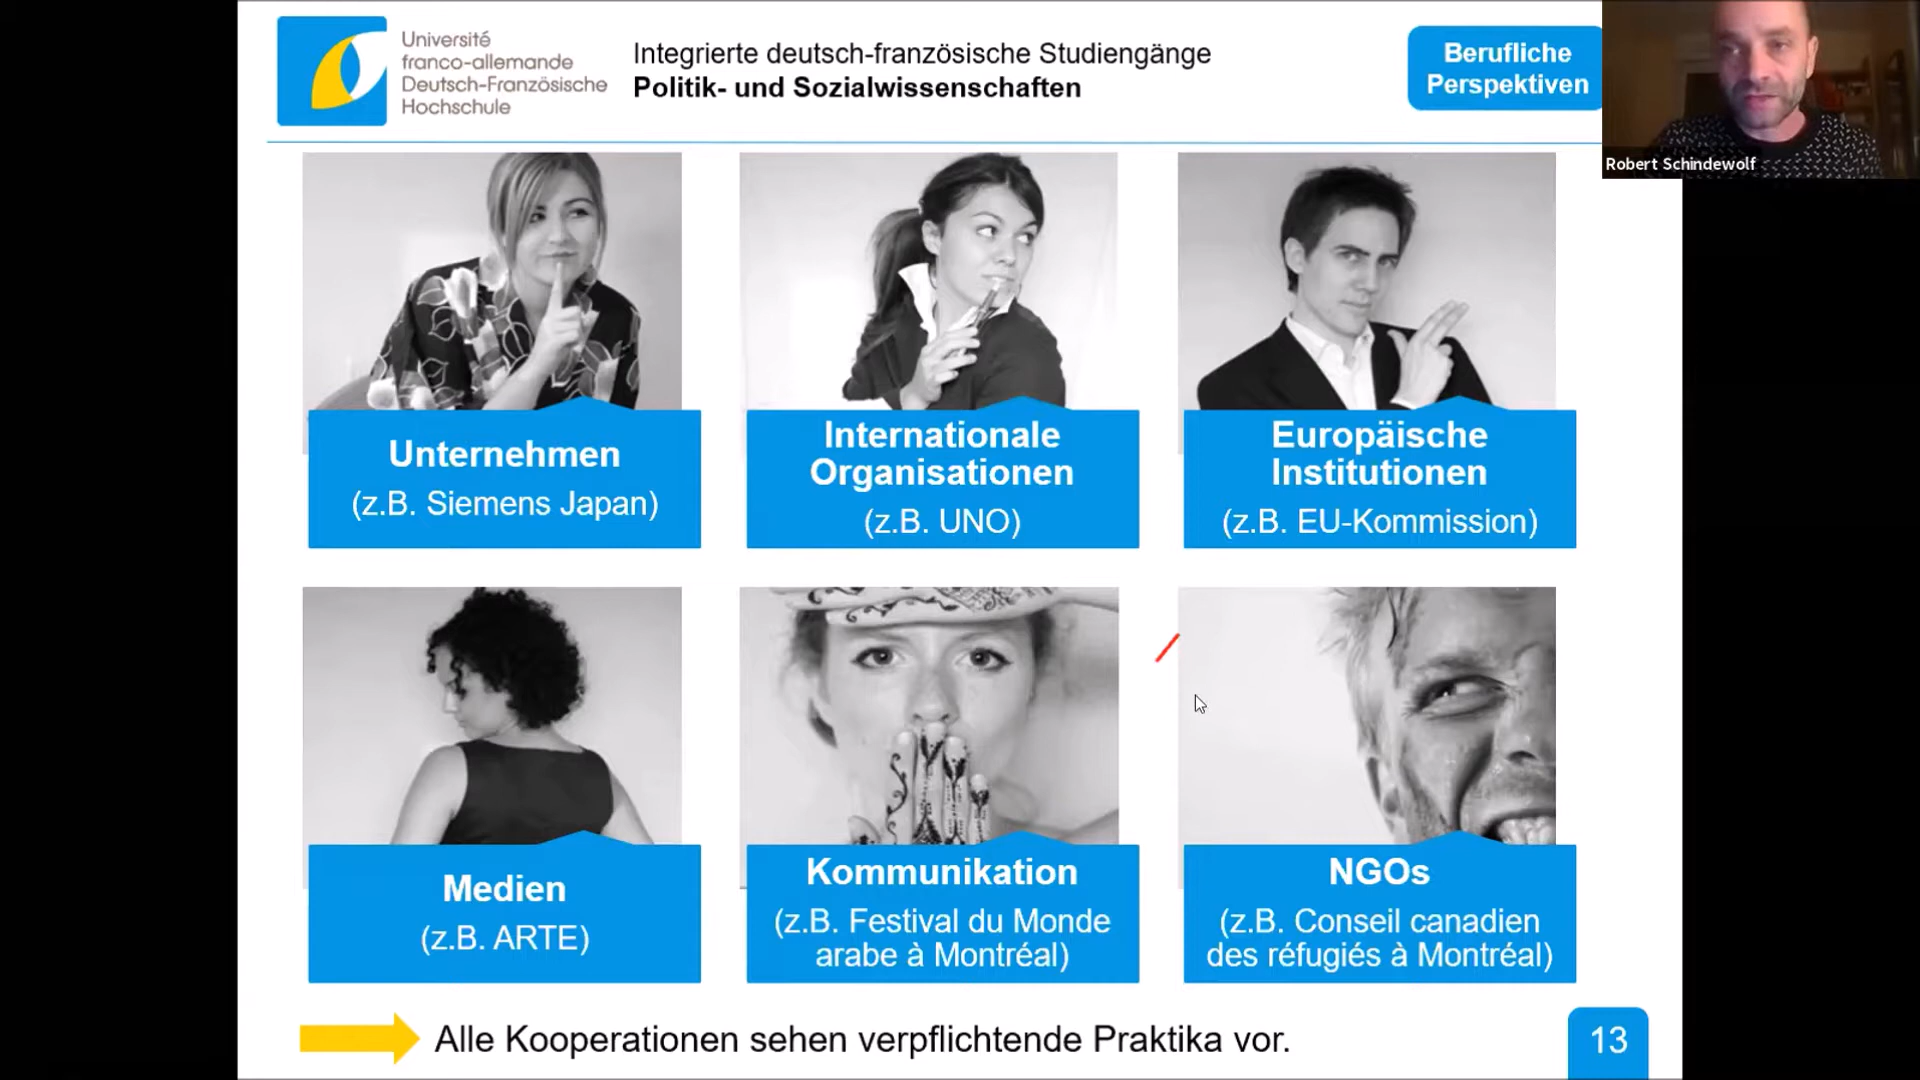 Université
franco-allemande
Deutsch-Französische
Hochschule
Integrierte deutsch-französische Studiengänge
Politik- und Sozialwissenschaften
Berufliche
Perspektiven
Robert Schindewolf
Unternehmen
(z.B. Siemens Japan)
Internationale
Organisationen
(z.B. UNO)
Europäische
Institutionen
(z.B. EU-Kommission)
Medien
(z.B. ARTE)
Kommunikation
(z.B. Festival du Monde
arabe à Montréal)
NGOs
(z.B. Conseil canadien
des réfugiés à Montréal)
Alle Kooperationen sehen verpflichtende Praktika vor.
13